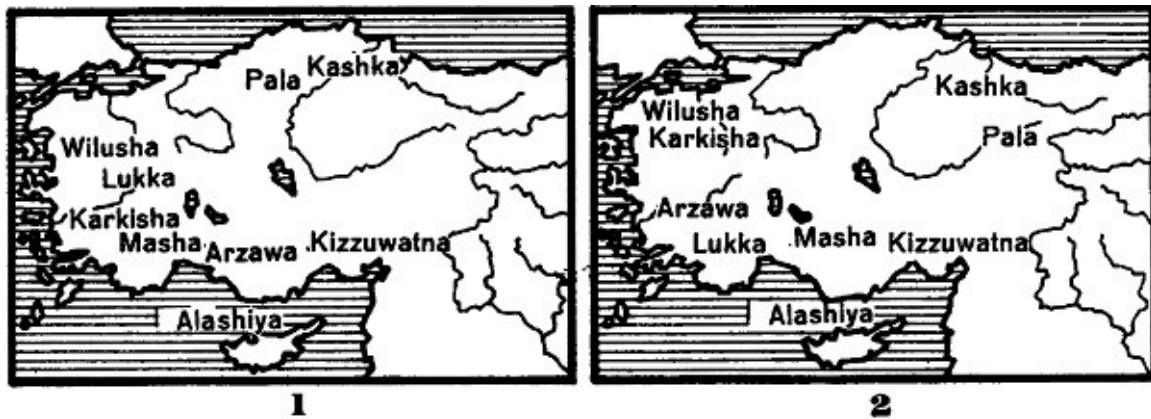 Kashka
Pala
Wilusha
Lukka
Karkisha
Masha
Arzawa
Kizzuwatna
Alashiya
1
Kashka
Wilusha
Karkisha
Pala
Arzawa
Lukka
Masha
Kizzuwatna
Alashiya
2